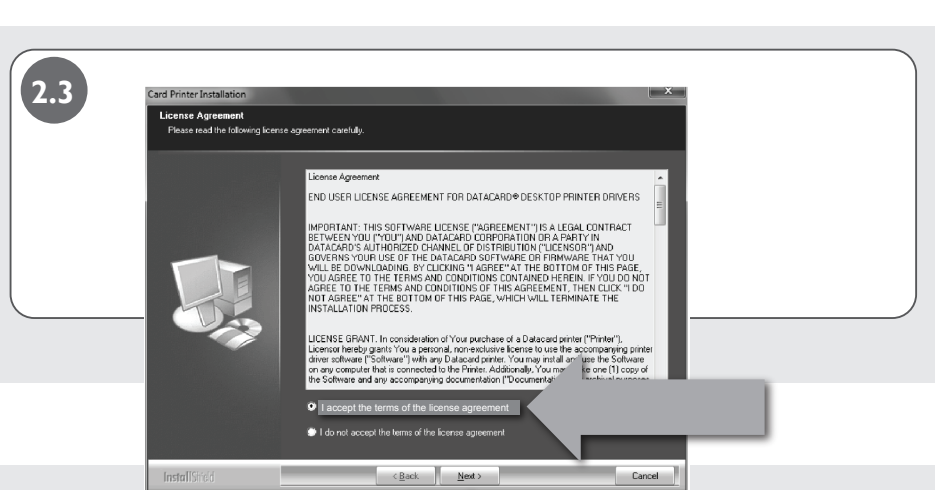 2.3
Card Printer Installation
License Agreement
Please read the following license agreement carefully.
License Agreement
END USER LICENSE AGREEMENT FOR DATACARD® DESKTOP PRINTER DRIVERS
IMPORTANT: THIS SOFTWARE LICENSE ("AGREEMENT") IS A LEGAL CONTRACT
BETWEEN YOU ("YOU") AND DATACARD CORPORATION OR A PARTY IN
DATACARD'S AUTHORIZED CHANNEL OF DISTRIBUTION ("LICENSOR") AND
GOVERNS YOUR USE OF THE DATACARD SOFTWARE OR FIRMWARE THAT YOU
WILL BE DOWNLOADING. BY CLICKING "I AGREE" AT THE BOTTOM OF THIS PAGE,
YOU AGREE TO THE TERMS AND CONDITIONS CONTAINED HEREIN. IF YOU DO NOT
AGREE TO THE TERMS AND CONDITIONS OF THIS AGREEMENT, THEN CLICK "I DO
NOT AGREE" AT THE BOTTOM OF THIS PAGE, WHICH WILL TERMINATE THE
INSTALLATION PROCESS.
LICENSE GRANT. In consideration of Your purchase of a Datacard printer ("Printer"),
Licensor hereby grants You a personal, non-exclusive license to use the accompanying printer
driver software ("Software") with any Datacard printer. You may install and use the Software
on any computer that is connected to the Printer. Additionally, You may ke one (1) copy of
the Software and any accompanying documentation ("Documentati
I accept the terms of the license agreement
I do not accept the terms of the license agreement
InstallShield
< Back Next > Cancel